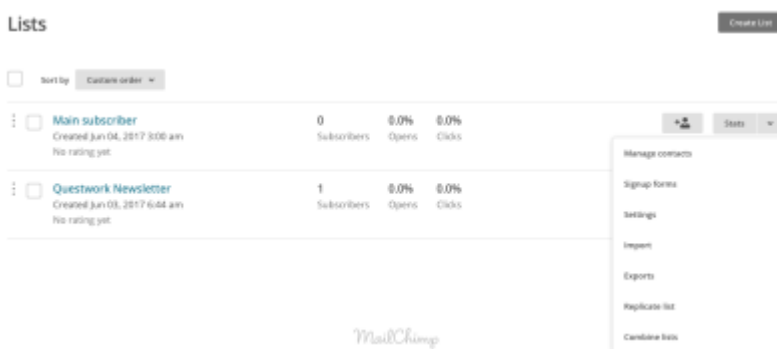 Lists
Create List
Sort by Custom order
Main subscriber
Created Jun 04, 2017 3:00 am
No rating yet
0 Subscribers
0.0% Opens
0.0% Clicks
Stats
Manage contacts
Signup forms
Settings
Import
Exports
Replicate list
Combine lists
Questwork Newsletter
Created Jun 03, 2017 6:44 am
No rating yet
1 Subscribers
0.0% Opens
0.0% Clicks
MailChimp